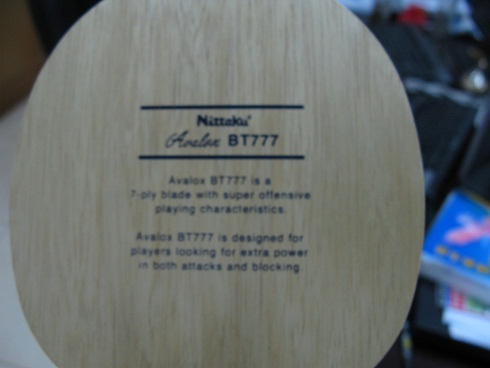 Nittaku
Avalox BT777
Avalox BT777 is a
7-ply blade with super offensive
playing characteristics.
Avalox BT777 is designed for
players looking for extra power
in both attacks and blocking.